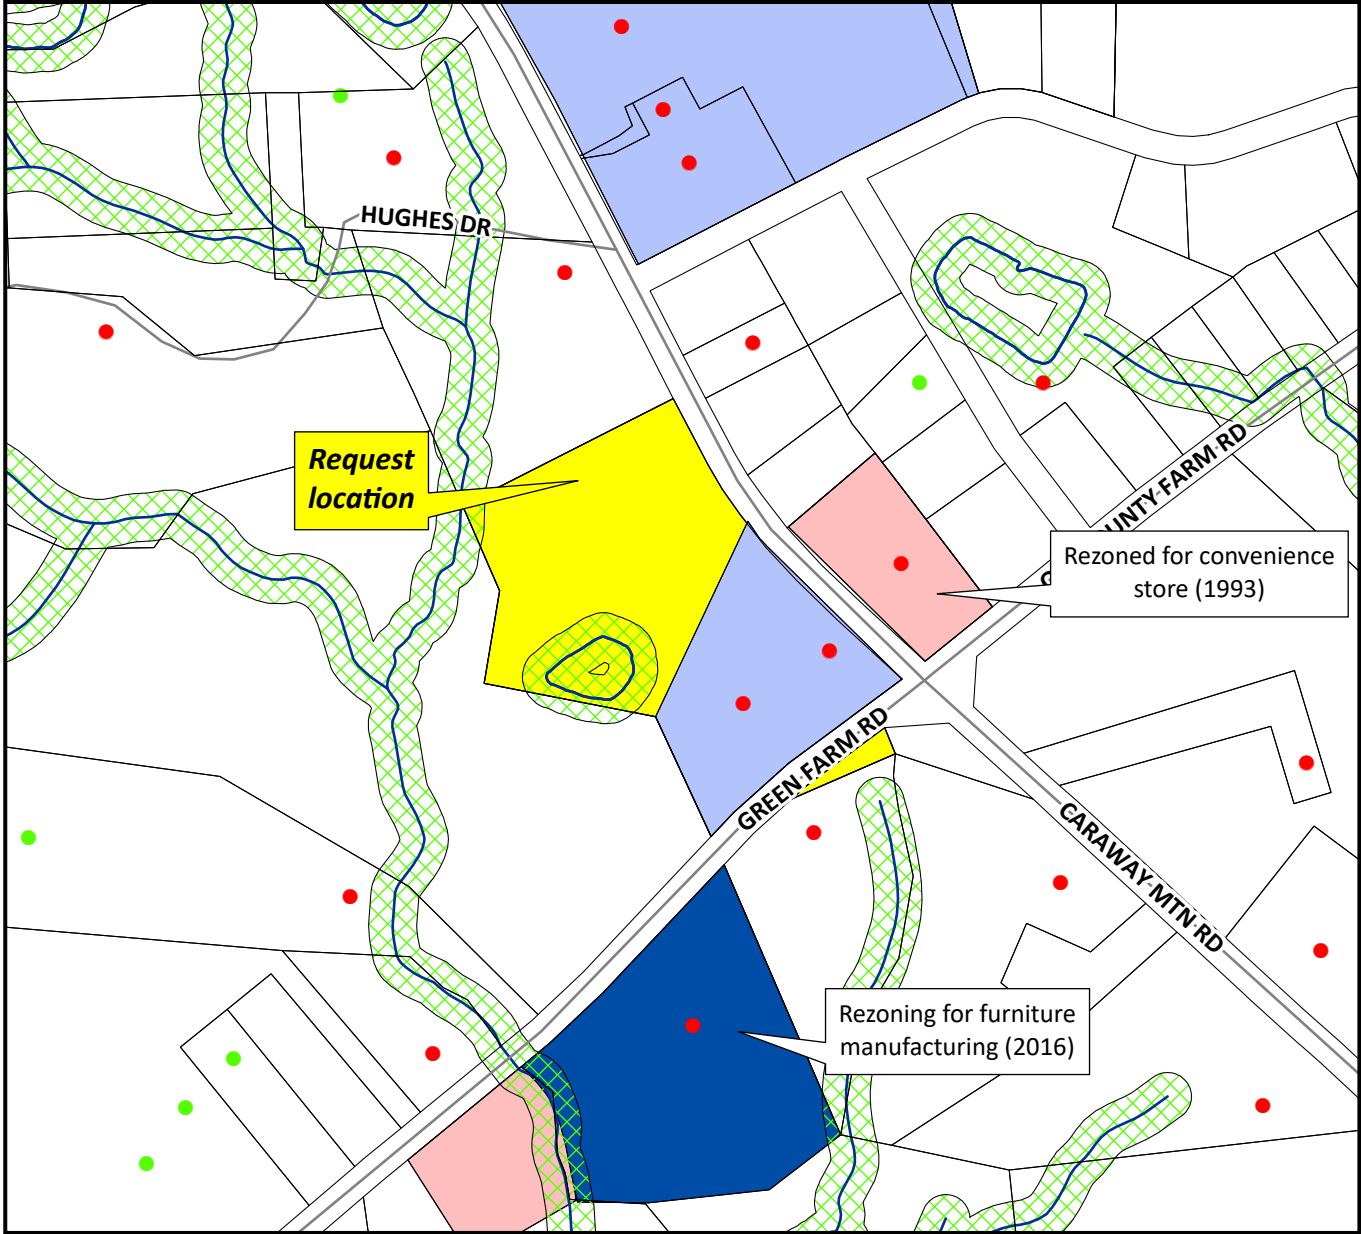 HUGHES DR
Request
location
UNTY FARM RD
Rezoned for convenience
store (1993)
GREEN FARM RD
CARAWAY MTN RD
Rezoning for furniture
manufacturing (2016)